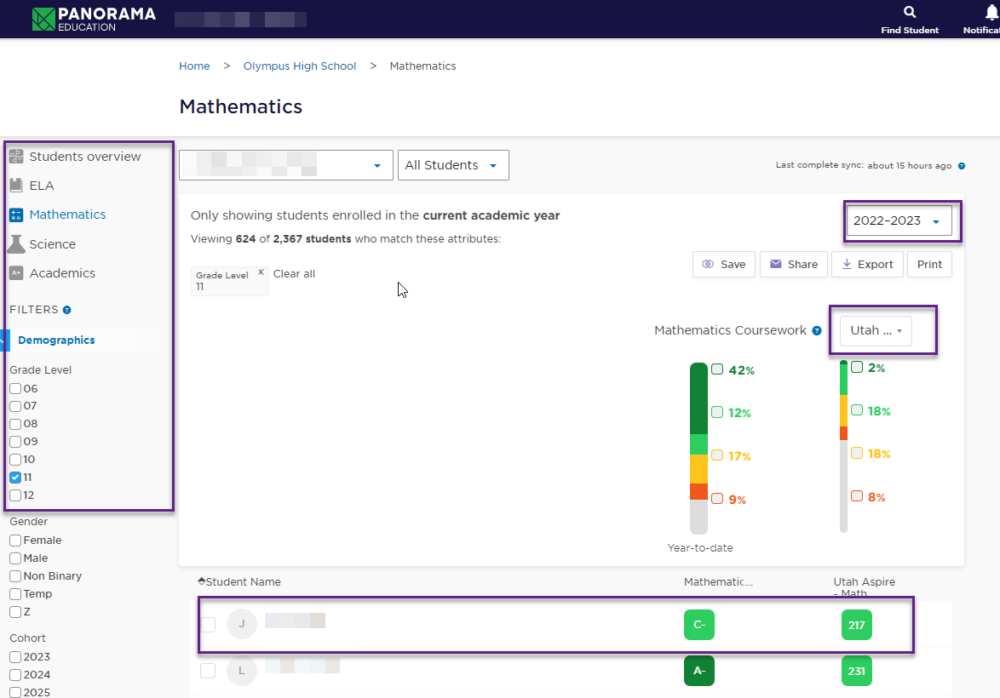 PANORAMA
EDUCATION
Find Student
Notificat
Home > Olympus High School > Mathematics
Mathematics
Students overview
ELA
Mathematics
Science
Academics
FILTERS ?
Demographics
Grade Level
06
07
08
09
10
11
12
Gender
Female
Male
Non Binary
Temp
Z
Cohort
2023
2024
2025
All Students
Last complete sync: about 15 hours ago ?
Only showing students enrolled in the current academic year
2022–2023
Viewing 624 of 2,367 students who match these attributes:
Save
Share
Export
Print
Grade Level x
11
Clear all
Mathematics Coursework ?
Utah ...
42%
12%
17%
9%
Year-to-date
2%
18%
18%
8%
Student Name
Mathematic...
Utah Aspire
- Math
J
C-
217
L
A-
231